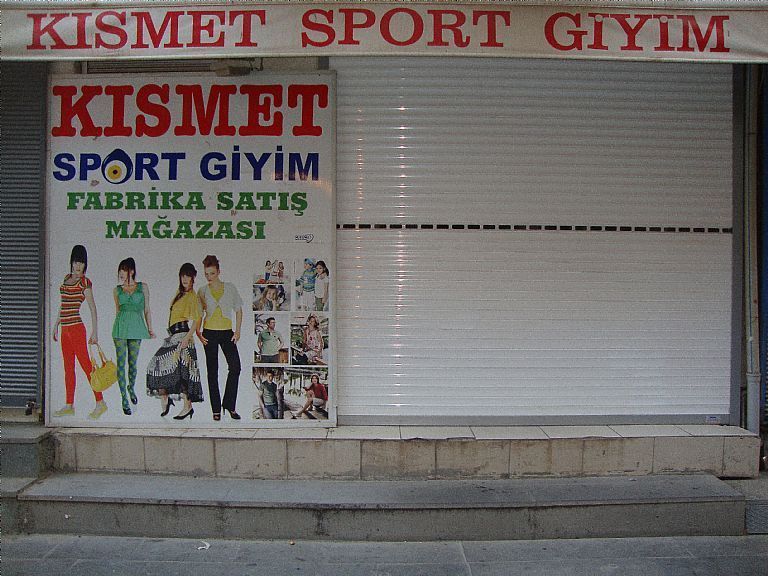 KISMET SPORT GİYİM
KISMET
SPORT GİYİM
FABRİKA SATIŞ
MAĞAZASI